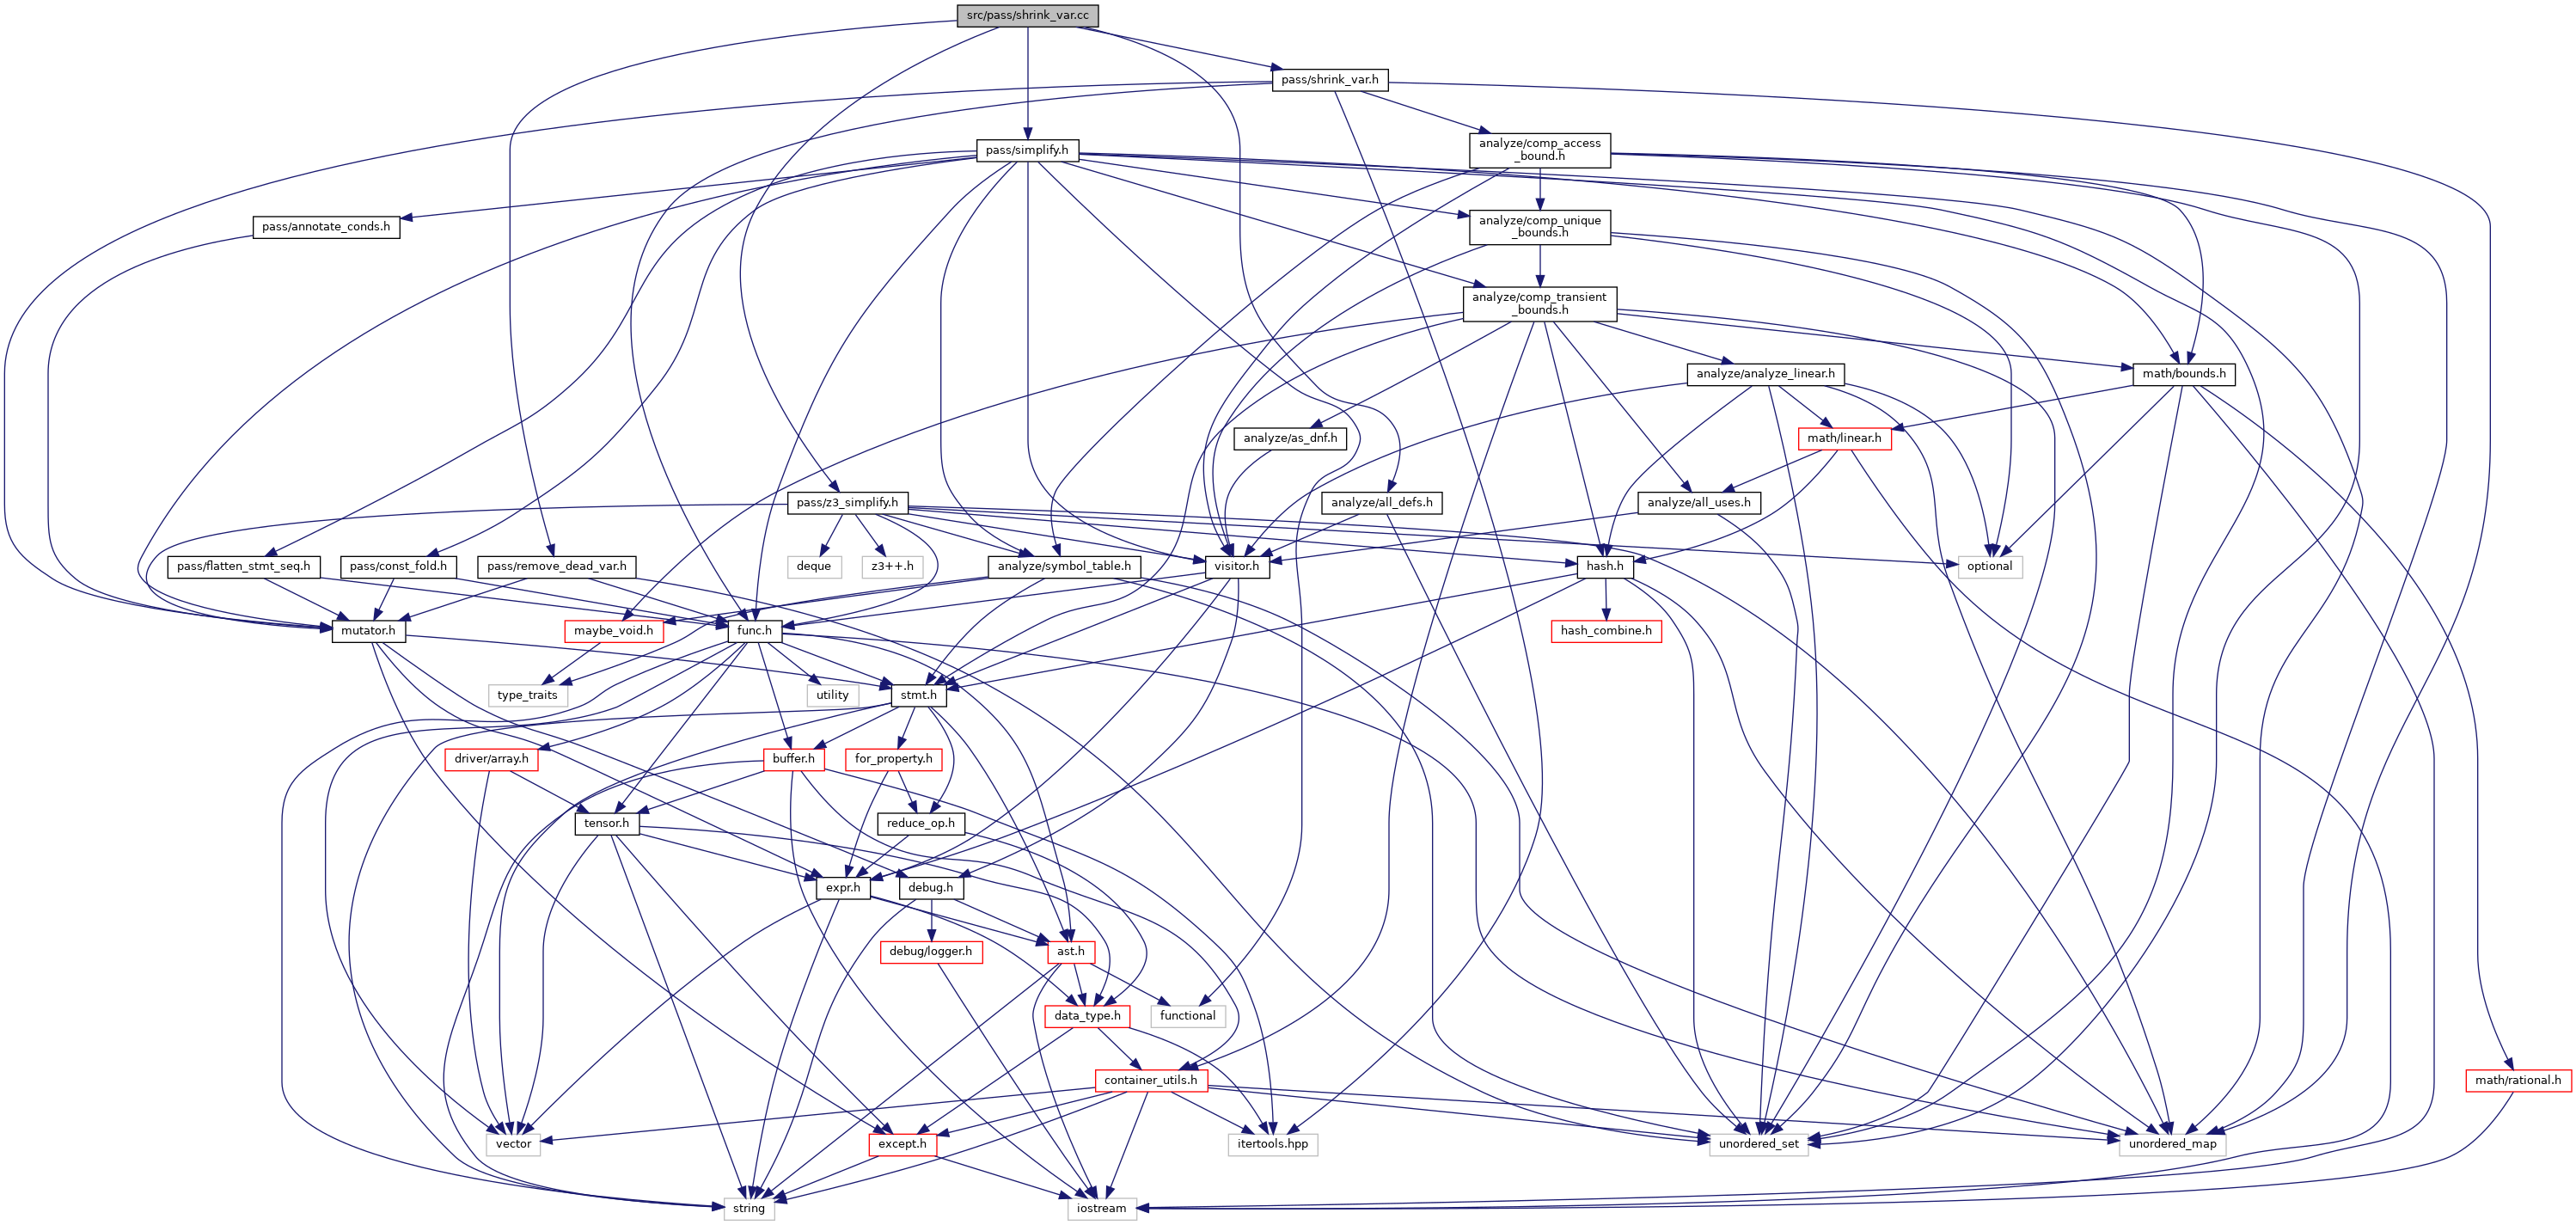 src/pass/shrink_var.cc
pass/shrink_var.h
pass/simplify.h
analyze/comp_access
_bound.h
pass/annotate_conds.h
analyze/comp_unique
_bounds.h
analyze/comp_transient
_bounds.h
analyze/analyze_linear.h
math/bounds.h
analyze/as_dnf.h
math/linear.h
pass/z3_simplify.h
analyze/all_defs.h
analyze/all_uses.h
pass/flatten_stmt_seq.h
pass/const_fold.h
pass/remove_dead_var.h
deque
z3++.h
analyze/symbol_table.h
visitor.h
hash.h
optional
mutator.h
maybe_void.h
func.h
hash_combine.h
type_traits
utility
stmt.h
driver/array.h
buffer.h
for_property.h
tensor.h
reduce_op.h
expr.h
debug.h
debug/logger.h
ast.h
data_type.h
functional
container_utils.h
math/rational.h
vector
except.h
itertools.hpp
unordered_set
unordered_map
string
iostream